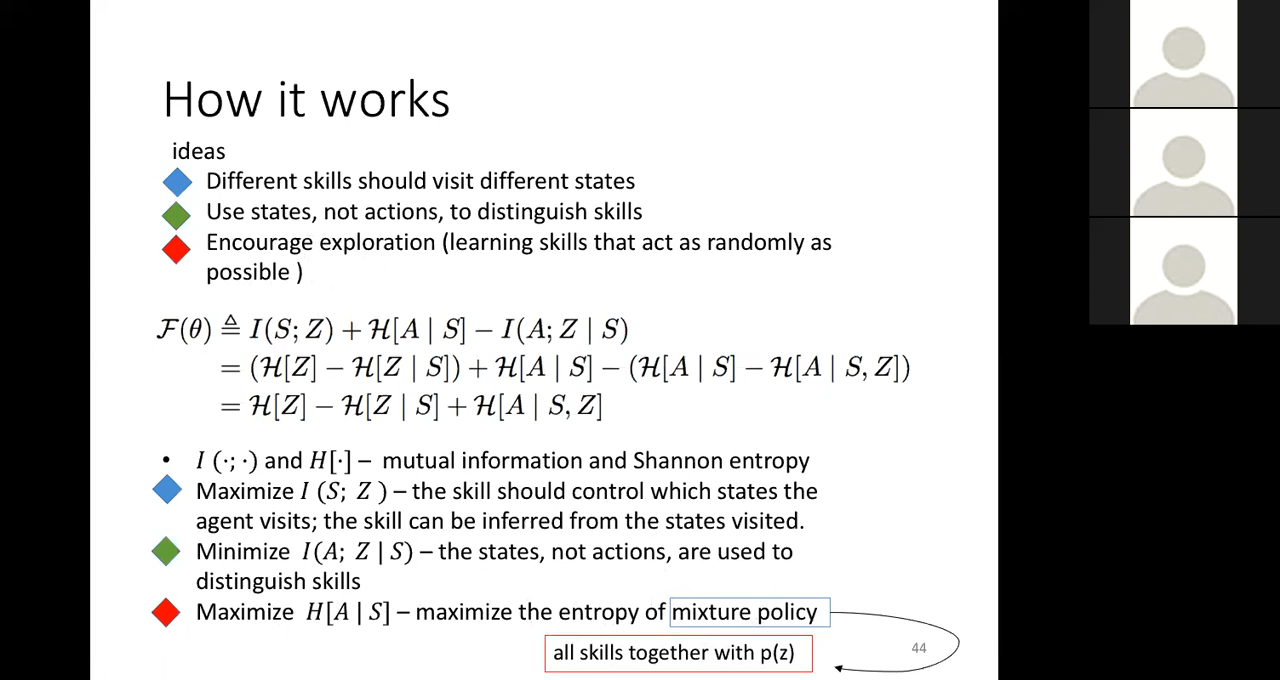 How it works
ideas
Different skills should visit different states
Use states, not actions, to distinguish skills
Encourage exploration (learning skills that act as randomly as
possible )
ℱ(θ) ≜ I(S; Z) + ℋ[A | S] − I(A; Z | S)
= (ℋ[Z] − ℋ[Z | S]) + ℋ[A | S] − (ℋ[A | S] − ℋ[A | S, Z])
= ℋ[Z] − ℋ[Z | S] + ℋ[A | S, Z]
• I (·; ·) and H[·] – mutual information and Shannon entropy
Maximize I (S; Z ) – the skill should control which states the
agent visits; the skill can be inferred from the states visited.
Minimize I(A; Z | S) – the states, not actions, are used to
distinguish skills
Maximize H[A | S] – maximize the entropy of mixture policy
all skills together with p(z)
44